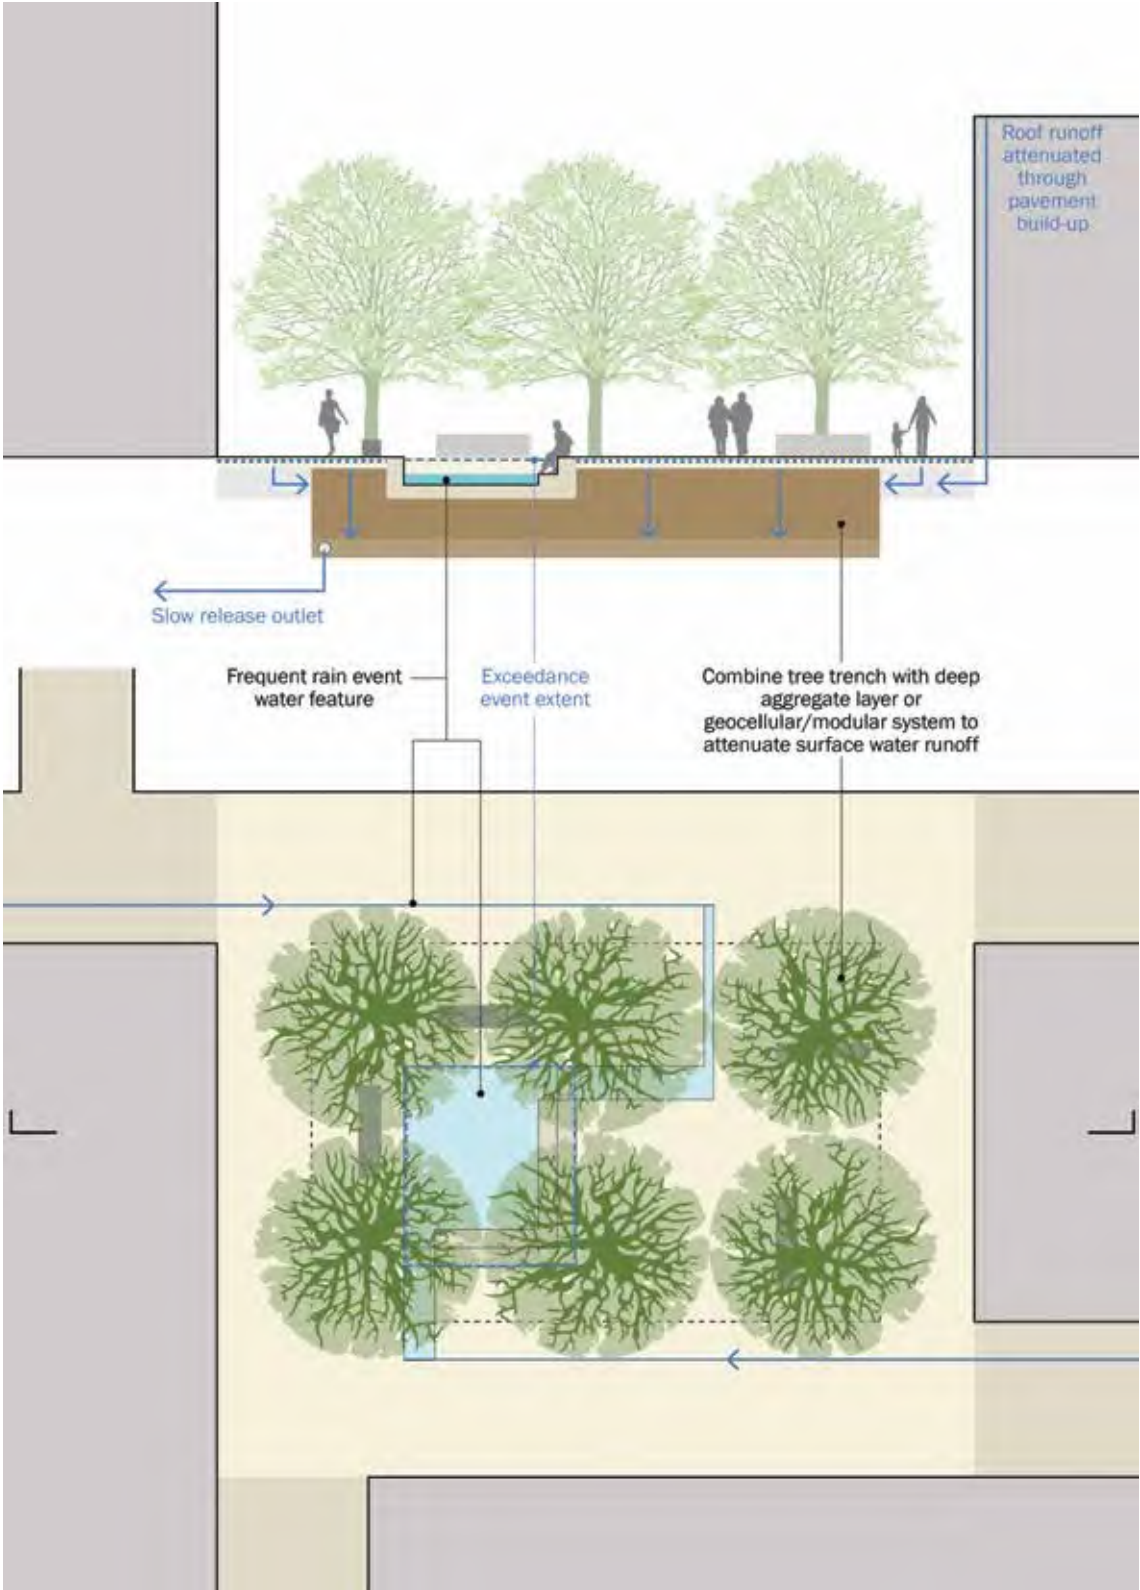 Roof runoff
attenuated
through
pavement
build-up
Slow release outlet
Frequent rain event
water feature
Exceedance
event extent
Combine tree trench with deep
aggregate layer or
geocellular/modular system to
attenuate surface water runoff